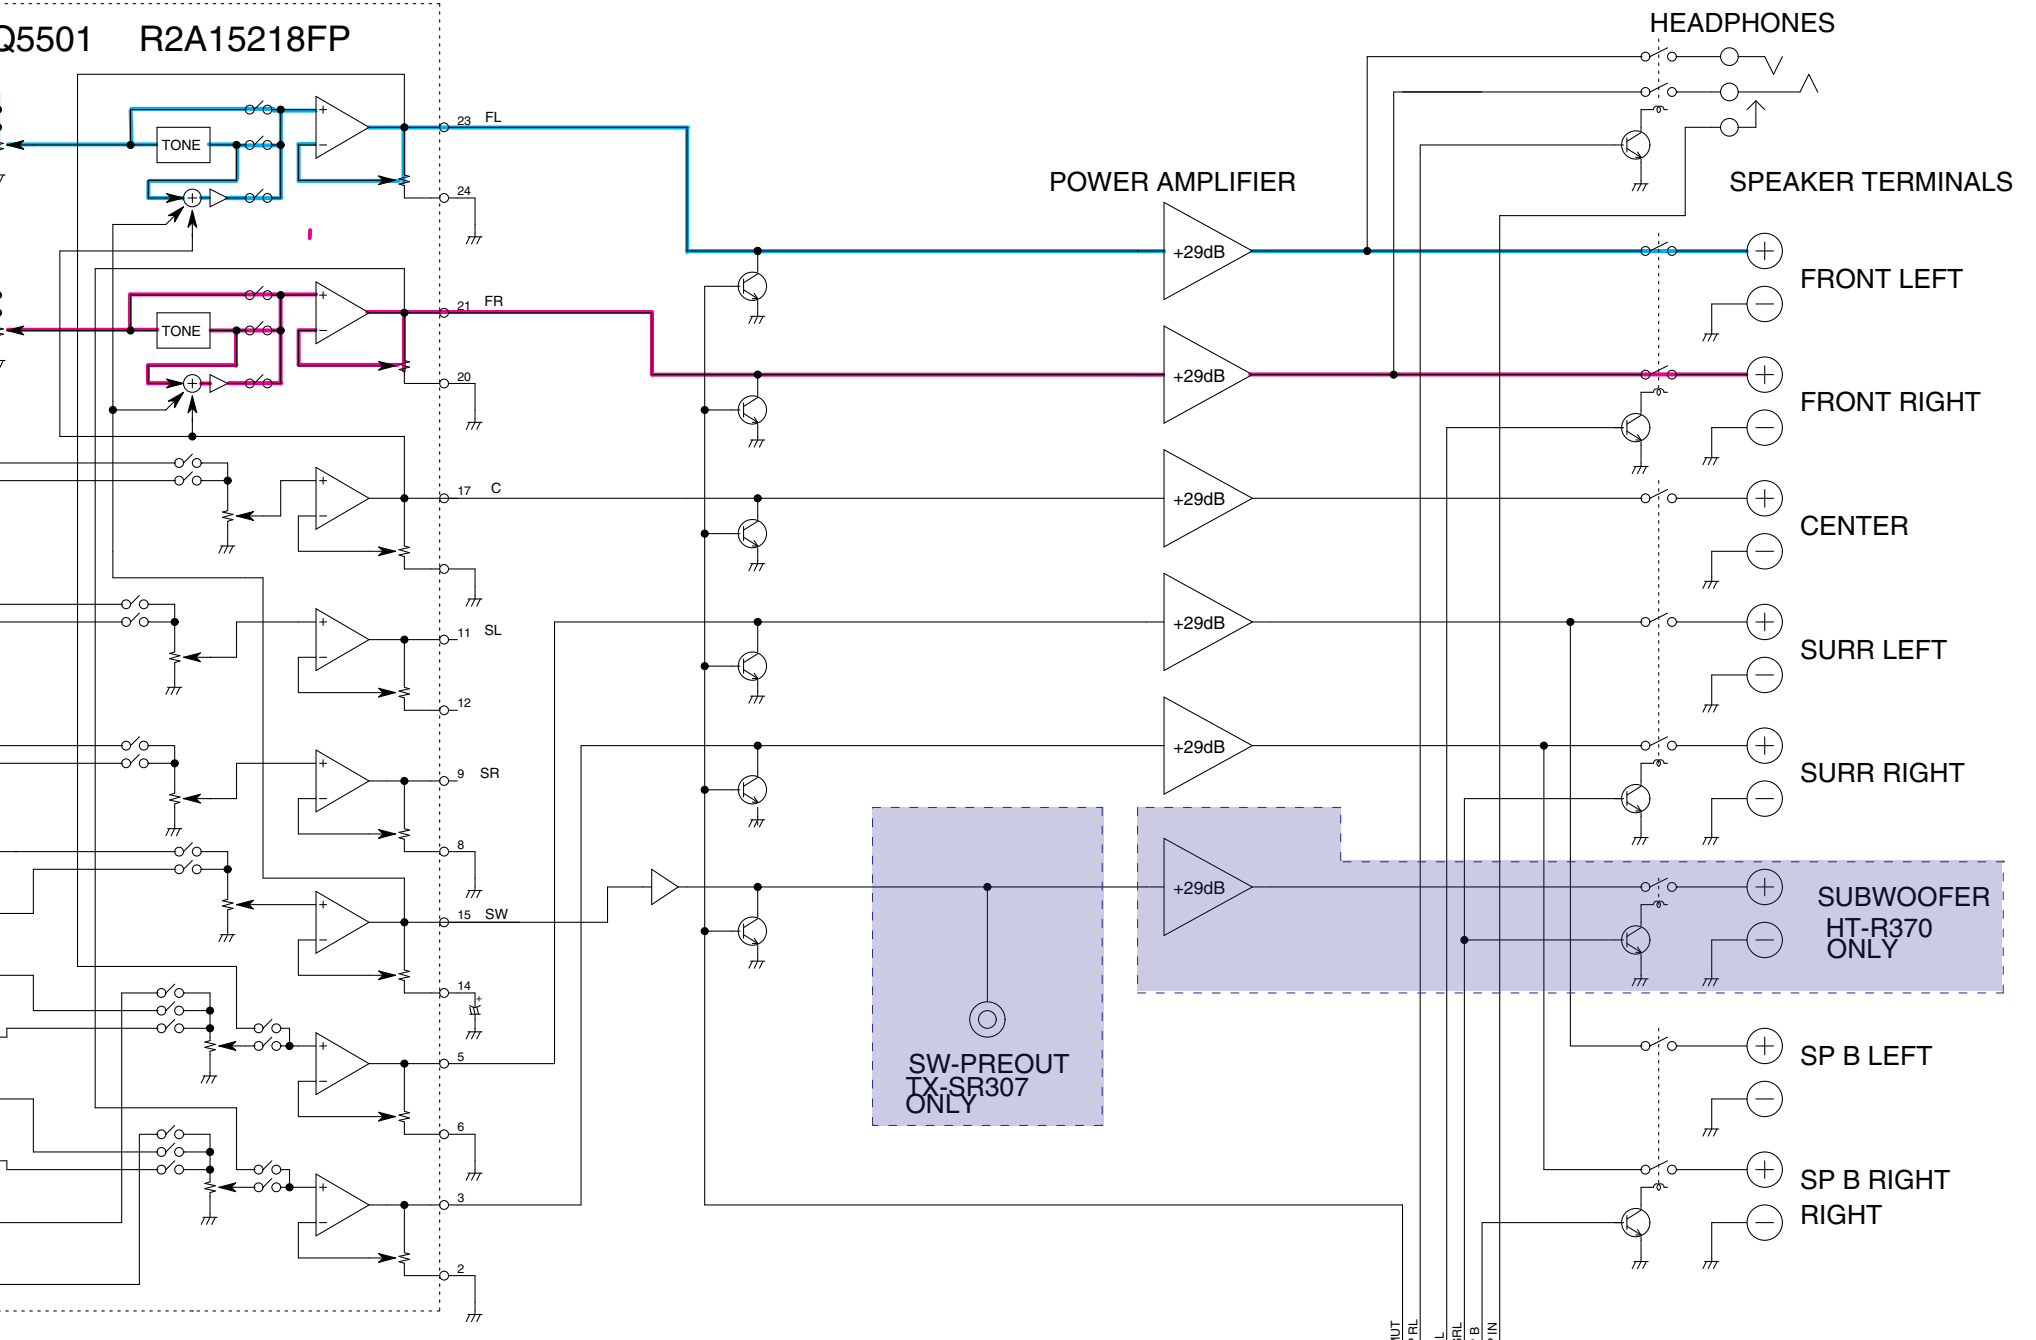 Q5501 R2A15218FP
HEADPHONES
TONE
+
−
23 FL
24
POWER AMPLIFIER
SPEAKER TERMINALS
+29dB
+
−
FRONT LEFT
TONE
+
−
21 FR
20
+29dB
+
−
FRONT RIGHT
+
−
17 C
+29dB
+
−
CENTER
+
−
11 SL
12
+29dB
+
−
SURR LEFT
+
−
9 SR
8
+29dB
+
−
SURR RIGHT
+
−
15 SW
14
+
+29dB
+
−
SUBWOOFER
HT-R370
ONLY
SW-PREOUT
TX-SR307
ONLY
+
−
5
6
+
−
SP B LEFT
+
−
3
2
+
−
SP B RIGHT
RIGHT